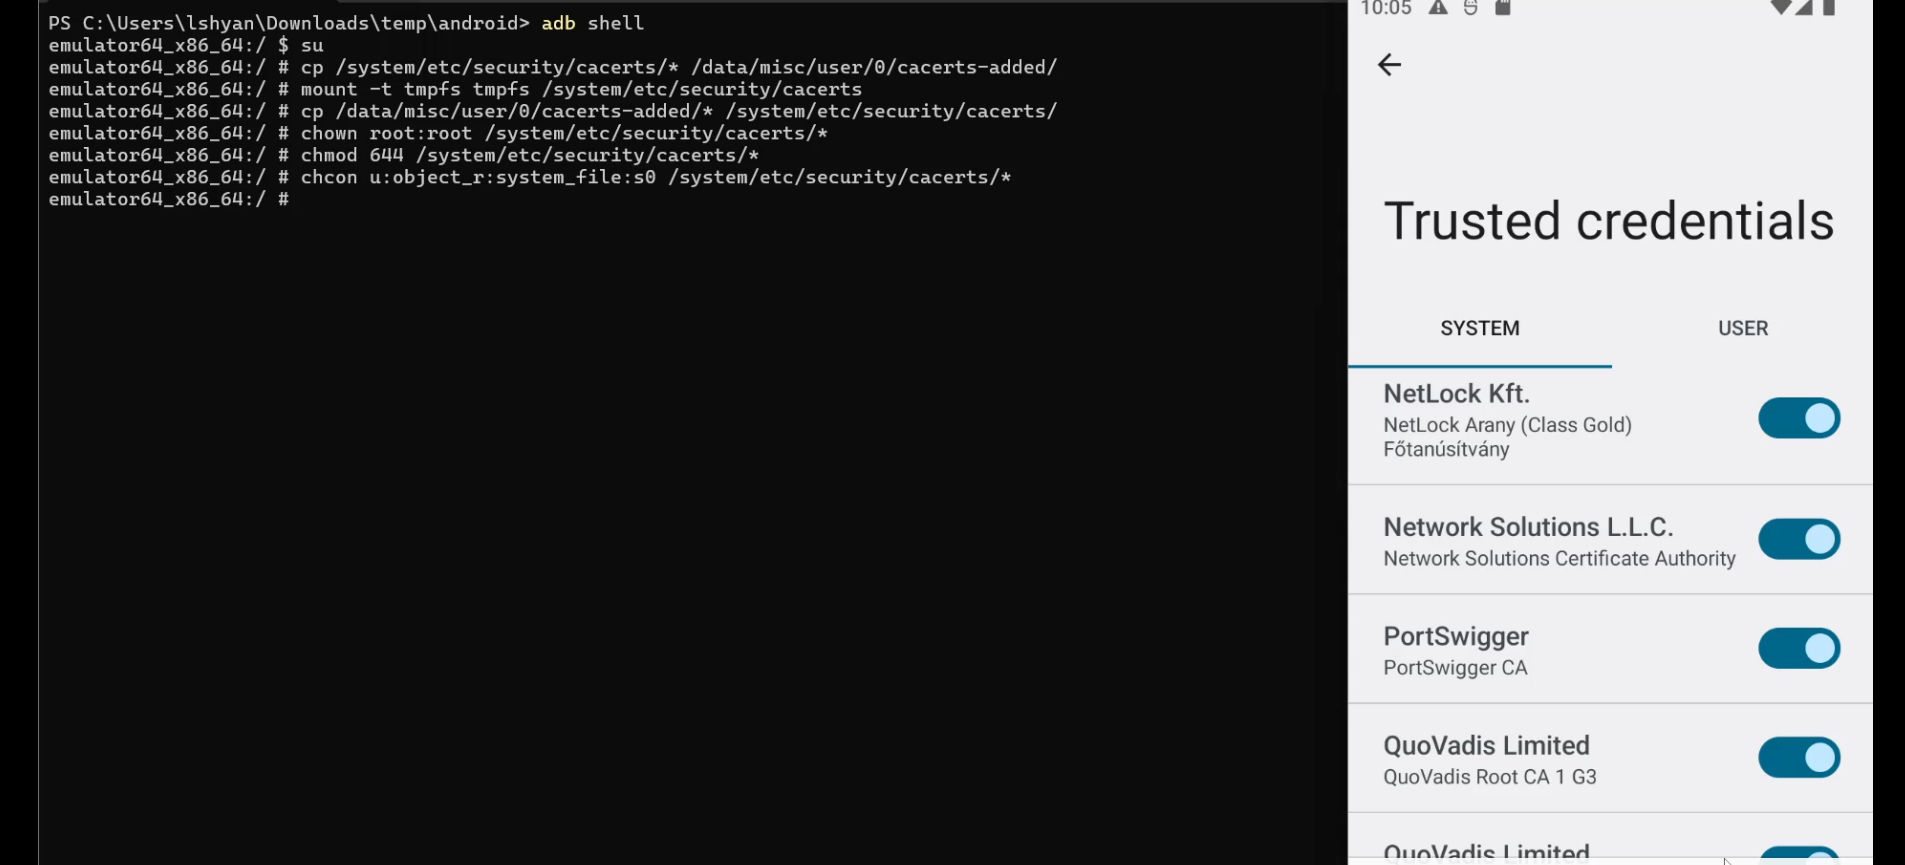 PS C:\Users\lshyan\Downloads\temp\android> adb shell
emulator64_x86_64:/ $ su
emulator64_x86_64:/ # cp /system/etc/security/cacerts/* /data/misc/user/0/cacerts-added/
emulator64_x86_64:/ # mount -t tmpfs tmpfs /system/etc/security/cacerts
emulator64_x86_64:/ # cp /data/misc/user/0/cacerts-added/* /system/etc/security/cacerts/
emulator64_x86_64:/ # chown root:root /system/etc/security/cacerts/*
emulator64_x86_64:/ # chmod 644 /system/etc/security/cacerts/*
emulator64_x86_64:/ # chcon u:object_r:system_file:s0 /system/etc/security/cacerts/*
emulator64_x86_64:/ #
10:05
Trusted credentials
SYSTEM USER
NetLock Kft.
NetLock Arany (Class Gold)
Főtanúsítvány
Network Solutions L.L.C.
Network Solutions Certificate Authority
PortSwigger
PortSwigger CA
QuoVadis Limited
QuoVadis Root CA 1 G3
QuoVadis Limited